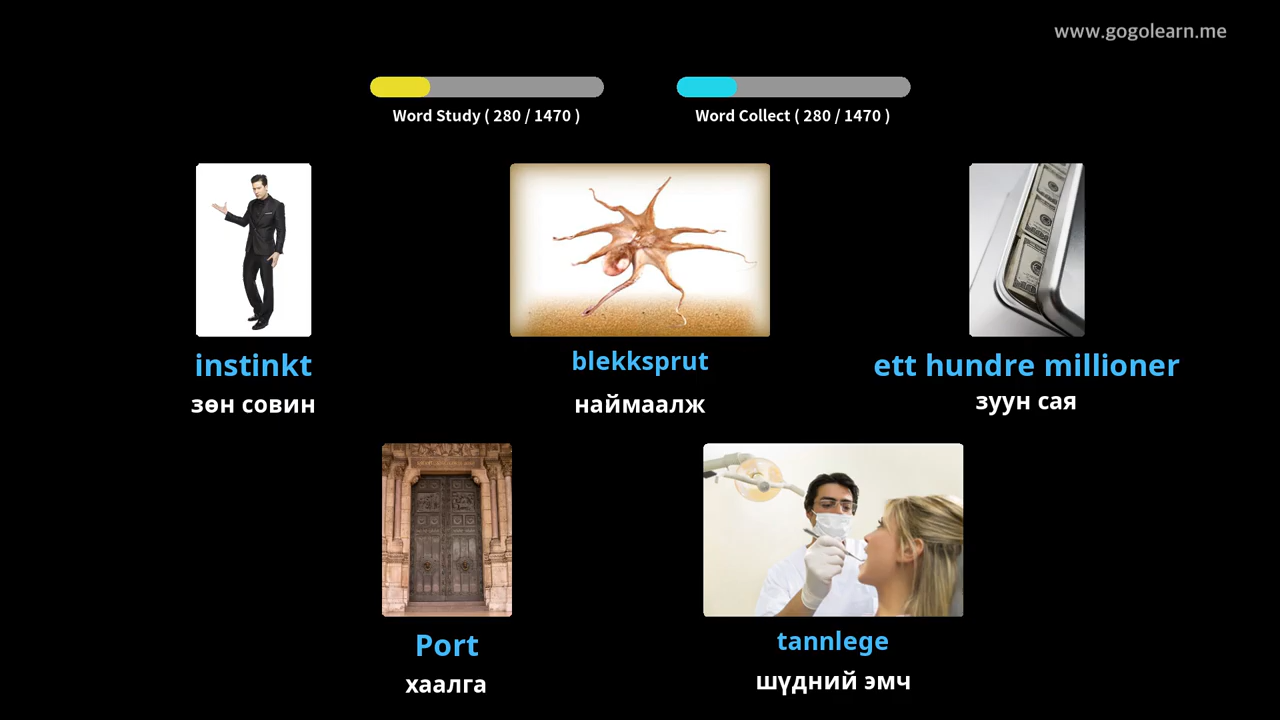 www.gogolearn.me
Word Study ( 280 / 1470 )
Word Collect ( 280 / 1470 )
instinkt
зөн совин
blekksprut
наймаалж
ett hundre millioner
зуун сая
Port
хаалга
tannlege
шүдний эмч